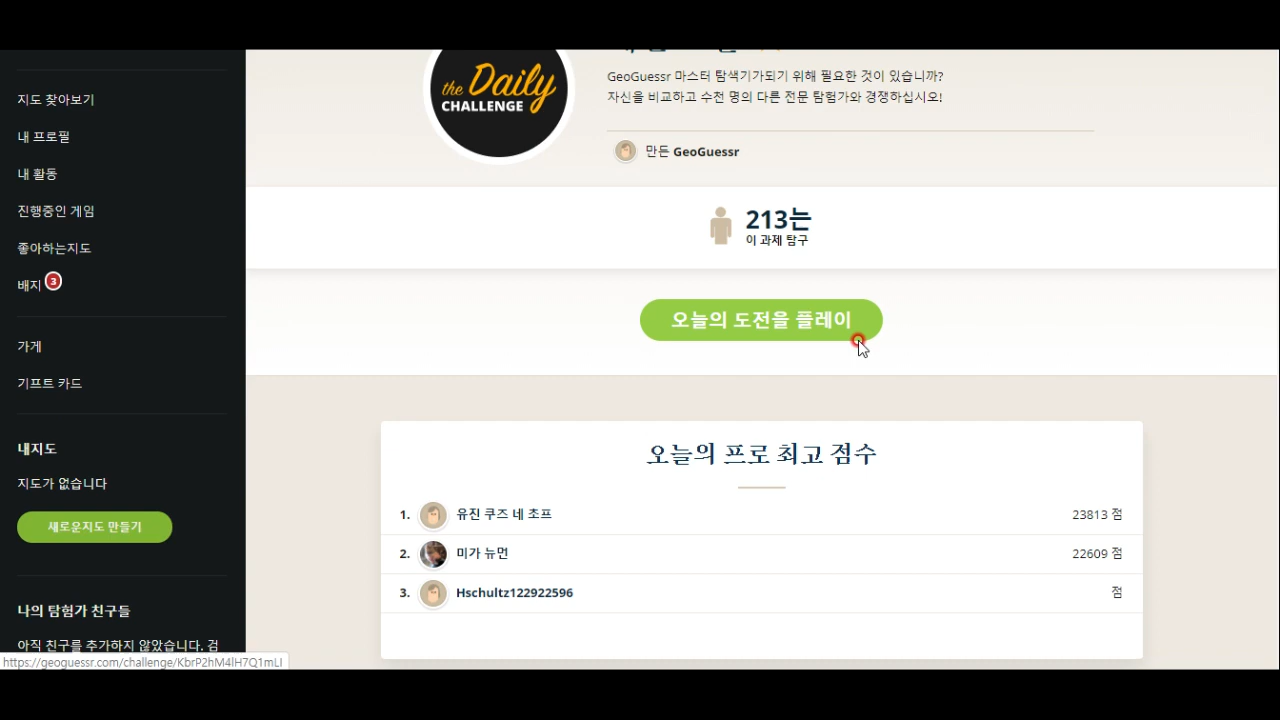 지도 찾아보기
내 프로필
내 활동
진행중인 게임
좋아하는지도
배지 3
가게
기프트 카드
내지도
지도가 없습니다
새로운지도 만들기
나의 탐험가 친구들
아직 친구를 추가하지 않았습니다. 검
https://geoguessr.com/challenge/KbrP2hM4lH7Q1mLI
the Daily
CHALLENGE
GeoGuessr 마스터 탐색기가되기 위해 필요한 것이 있습니까?
자신을 비교하고 수천 명의 다른 전문 탐험가와 경쟁하십시오!
만든 GeoGuessr
213는
이 과제 탐구
오늘의 도전을 플레이
오늘의 프로 최고 점수
1. 유진 쿠즈 네 초프 23813 점
2. 미가 뉴먼 22609 점
3. Hschultz122922596 점